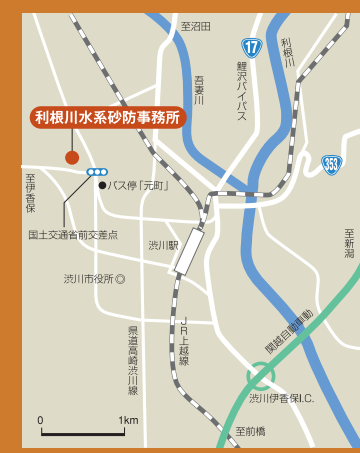 至沼田
17
利根川
鯉沢バイパス
吾妻川
利根川水系砂防事務所
353
至伊香保
バス停「元町」
国土交通省前交差点
渋川駅
至新潟
渋川市役所◎
JR上越線
関越自動車動
県道高崎渋川線
渋川伊香保I.C.
0 1km
至前橋